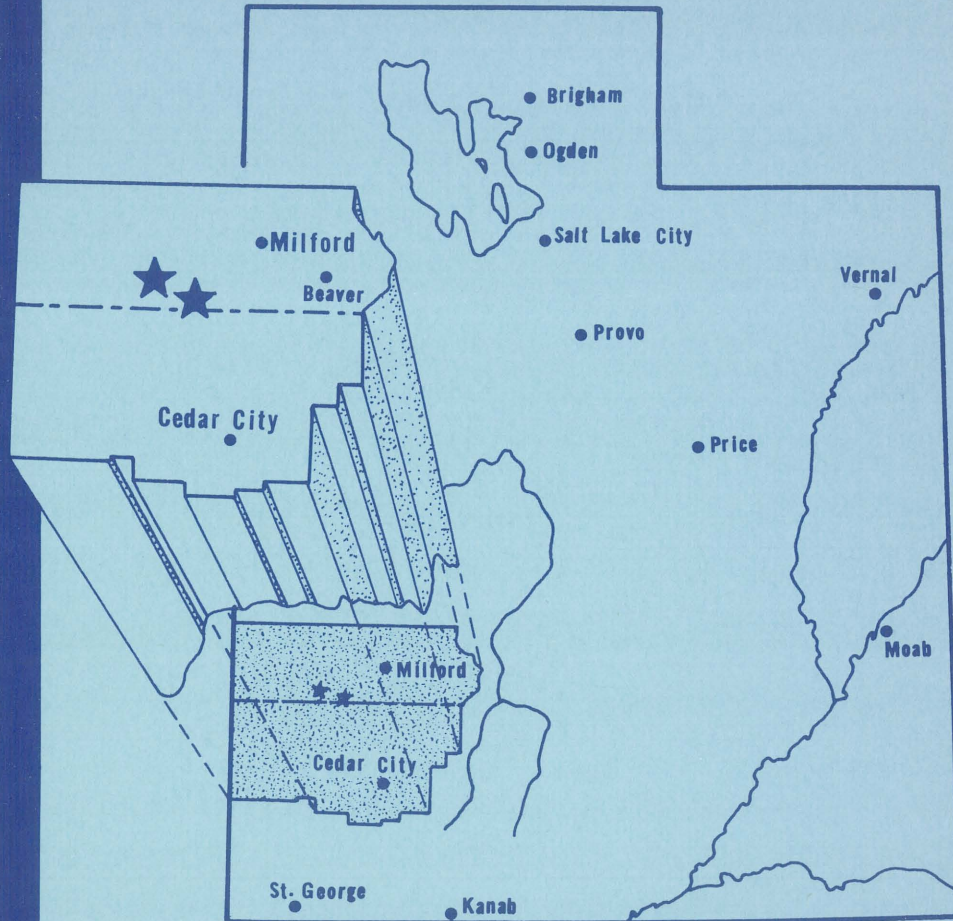 Brigham
Ogden
Salt Lake City
Milford
Beaver
Vernal
Provo
Cedar City
Price
Moab
Milford
Cedar City
St. George
Kanab